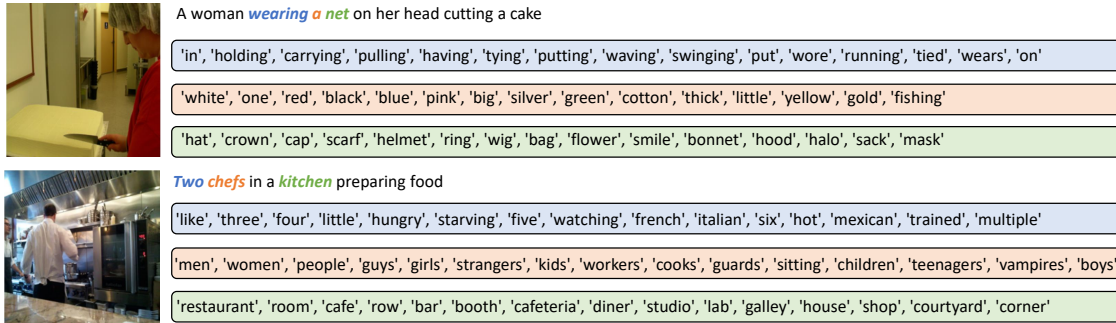 A woman wearing a net on her head cutting a cake
'in', 'holding', 'carrying', 'pulling', 'having', 'tying', 'putting', 'waving', 'swinging', 'put', 'wore', 'running', 'tied', 'wears', 'on'
'white', 'one', 'red', 'black', 'blue', 'pink', 'big', 'silver', 'green', 'cotton', 'thick', 'little', 'yellow', 'gold', 'fishing'
'hat', 'crown', 'cap', 'scarf', 'helmet', 'ring', 'wig', 'bag', 'flower', 'smile', 'bonnet', 'hood', 'halo', 'sack', 'mask'
Two chefs in a kitchen preparing food
'like', 'three', 'four', 'little', 'hungry', 'starving', 'five', 'watching', 'french', 'italian', 'six', 'hot', 'mexican', 'trained', 'multiple'
'men', 'women', 'people', 'guys', 'girls', 'strangers', 'kids', 'workers', 'cooks', 'guards', 'sitting', 'children', 'teenagers', 'vampires', 'boys'
'restaurant', 'room', 'cafe', 'row', 'bar', 'booth', 'cafeteria', 'diner', 'studio', 'lab', 'galley', 'house', 'shop', 'courtyard', 'corner'